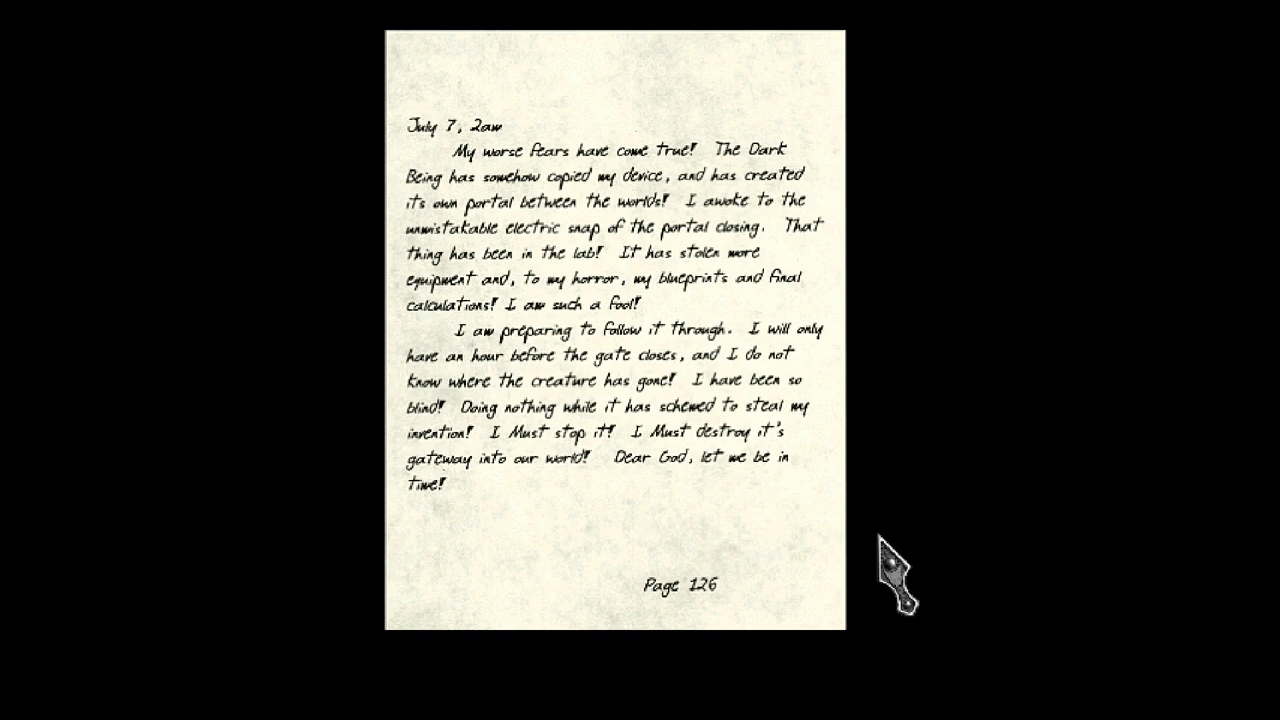 July 7, 2am
My worse fears have come true! The Dark
Being has somehow copied my device, and has created
its own portal between the worlds! I awoke to the
unmistakable electric snap of the portal closing. That
thing has been in the lab! It has stolen more
equipment and, to my horror, my blueprints and final
calculations! I am such a fool!
I am preparing to follow it through. I will only
have an hour before the gate closes, and I do not
know where the creature has gone! I have been so
blind! Doing nothing while it has schemed to steal my
invention! I Must stop it! I Must destroy it's
gateway into our world! Dear God, let me be in
time!
Page 126